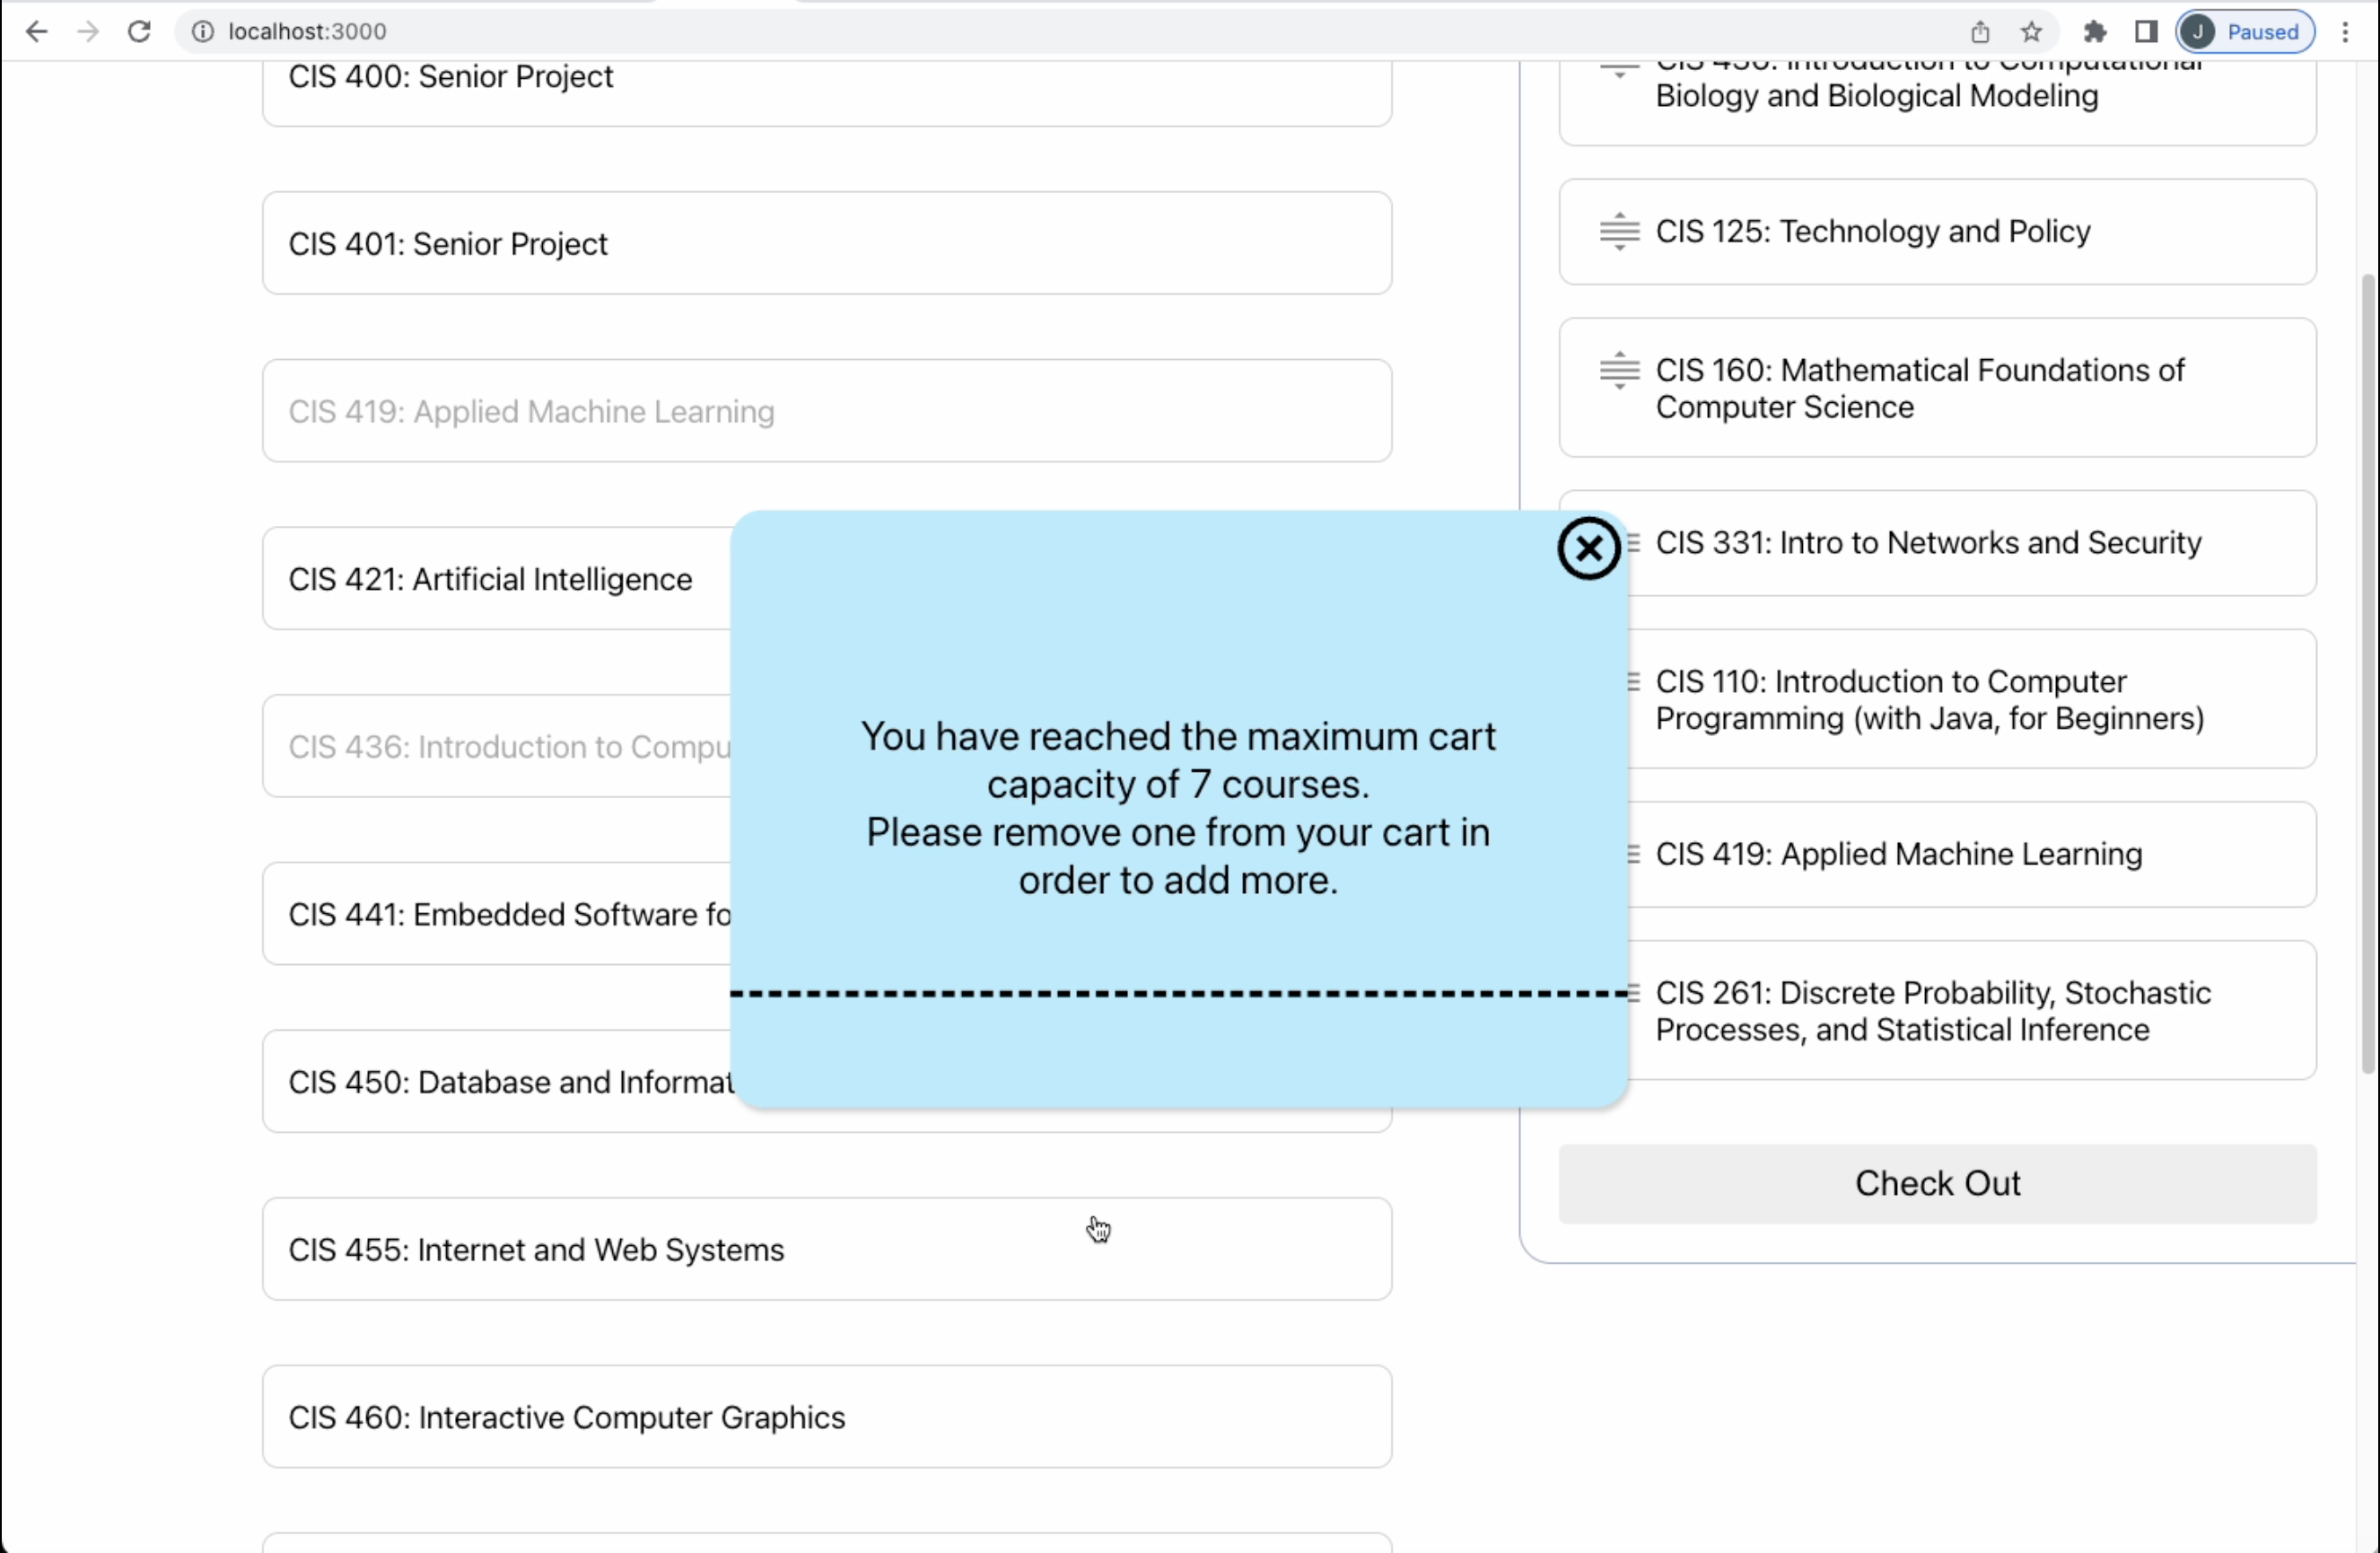 localhost:3000
J
Paused
CIS 400: Senior Project
CIS 401: Senior Project
CIS 419: Applied Machine Learning
CIS 421: Artificial Intelligence
CIS 436: Introduction to Compu
CIS 441: Embedded Software fo
CIS 450: Database and Informat
CIS 455: Internet and Web Systems
CIS 460: Interactive Computer Graphics
You have reached the maximum cart
capacity of 7 courses.
Please remove one from your cart in
order to add more.
CIS 436: Introduction to Computational
Biology and Biological Modeling
CIS 125: Technology and Policy
CIS 160: Mathematical Foundations of
Computer Science
CIS 331: Intro to Networks and Security
CIS 110: Introduction to Computer
Programming (with Java, for Beginners)
CIS 419: Applied Machine Learning
CIS 261: Discrete Probability, Stochastic
Processes, and Statistical Inference
Check Out